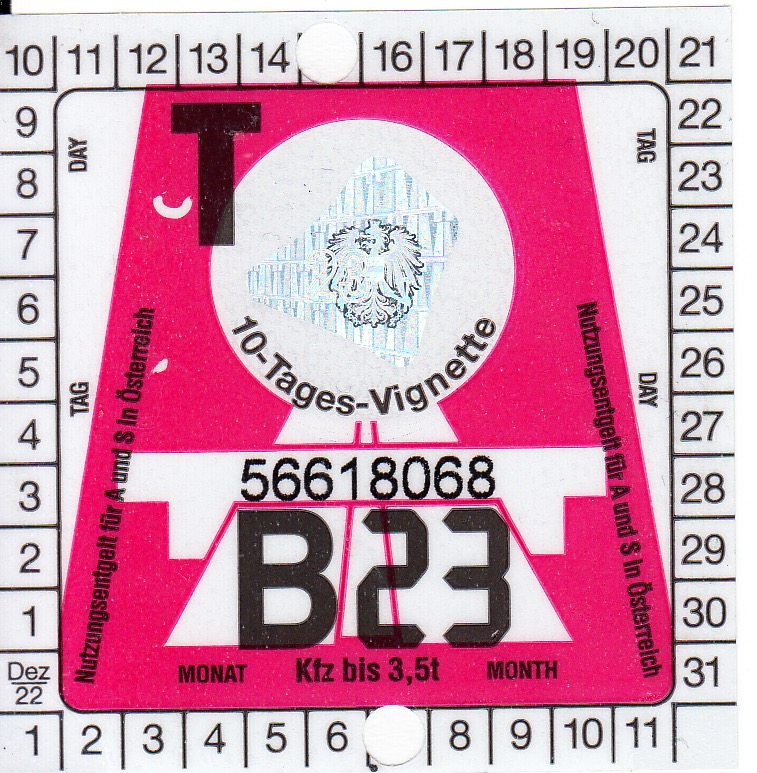 10 11 12 13 14 16 17 18 19 20 21
9 22
8 23
7 24
6 25
5 26
4 27
3 28
2 29
1 30
Dez
22
31
1 2 3 4 5 6 8 9 10 11
DAY
TAG
T
TAG
DAY
10-Tages-Vignette
Nutzungsentgelt für A und S in Österreich
Nutzungsentgelt für A und S in Österreich
56618068
B23
MONAT Kfz bis 3,5t MONTH